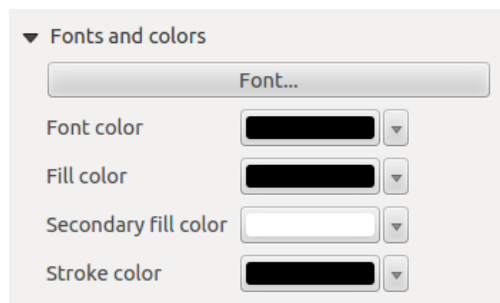 Fonts and colors
Font...
Font color
Fill color
Secondary fill color
Stroke color